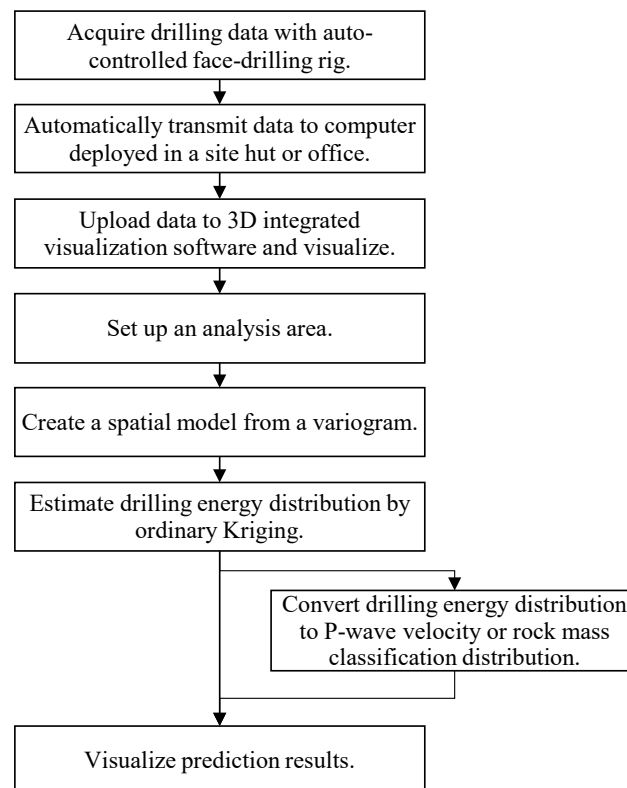 Acquire drilling data with auto-
controlled face-drilling rig.
Automatically transmit data to computer
deployed in a site hut or office.
Upload data to 3D integrated
visualization software and visualize.
Set up an analysis area.
Create a spatial model from a variogram.
Estimate drilling energy distribution by
ordinary Kriging.
Convert drilling energy distribution
to P-wave velocity or rock mass
classification distribution.
Visualize prediction results.